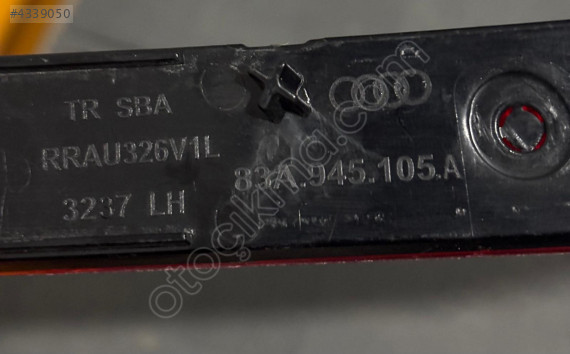 #4339050
TR SBA
RRAU326V1L
3237 LH
83A.945.105.A
otoçıkma.com